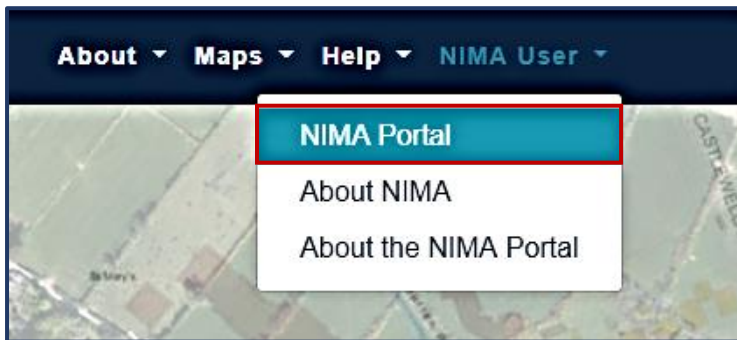 About Maps Help NIMA User
NIMA Portal
About NIMA
About the NIMA Portal